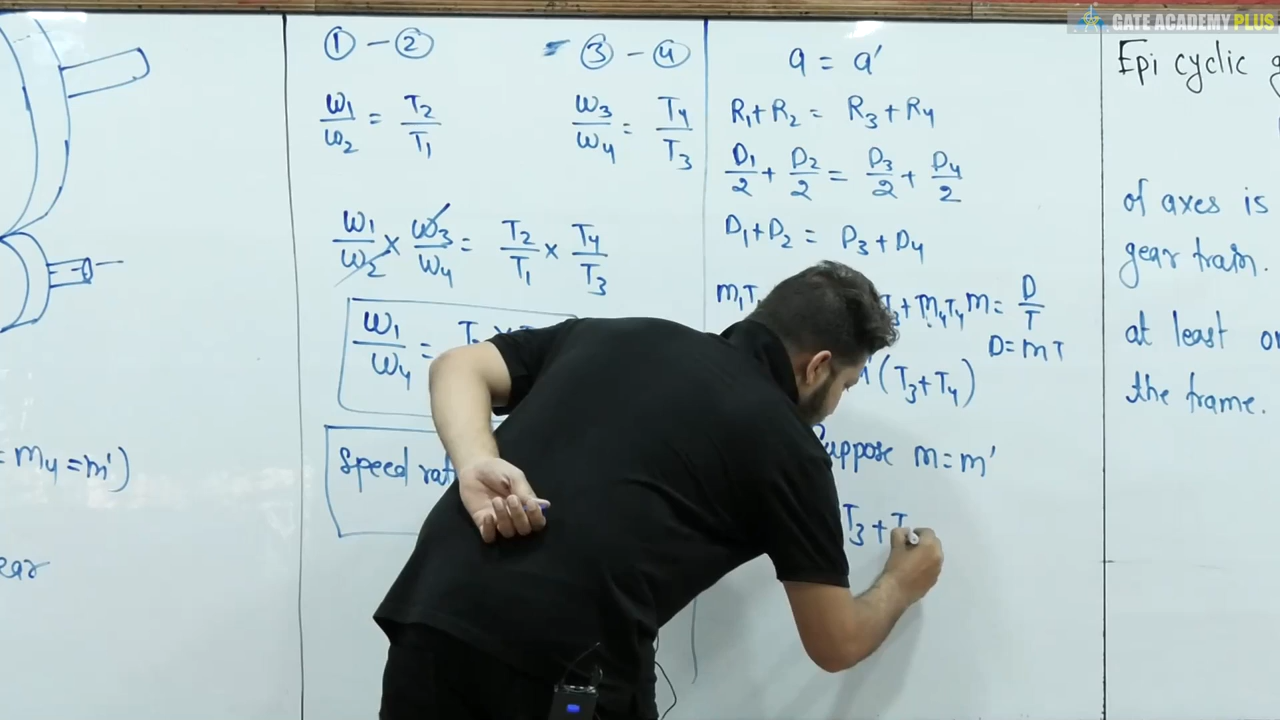 GATE ACADEMY PLUS
= m4 = m')
① - ②
ω1/ω2 = T2/T1
ω1/ω2 × ω3/ω4 = T2/T1 × T4/T3
ω1/ω4 =
Speed
③ - ④
ω3/ω4 = T4/T3
a = a'
R1 + R2 = R3 + R4
D1/2 + D2/2 = D3/2 + D4/2
D1 + D2 = D3 + D4
m1T + m4T4 m = D/T
D = mT
(T3 + T4)
Suppose m = m'
T3 + T
Epi cyclic
of axes is
gear train.
at least
the frame.